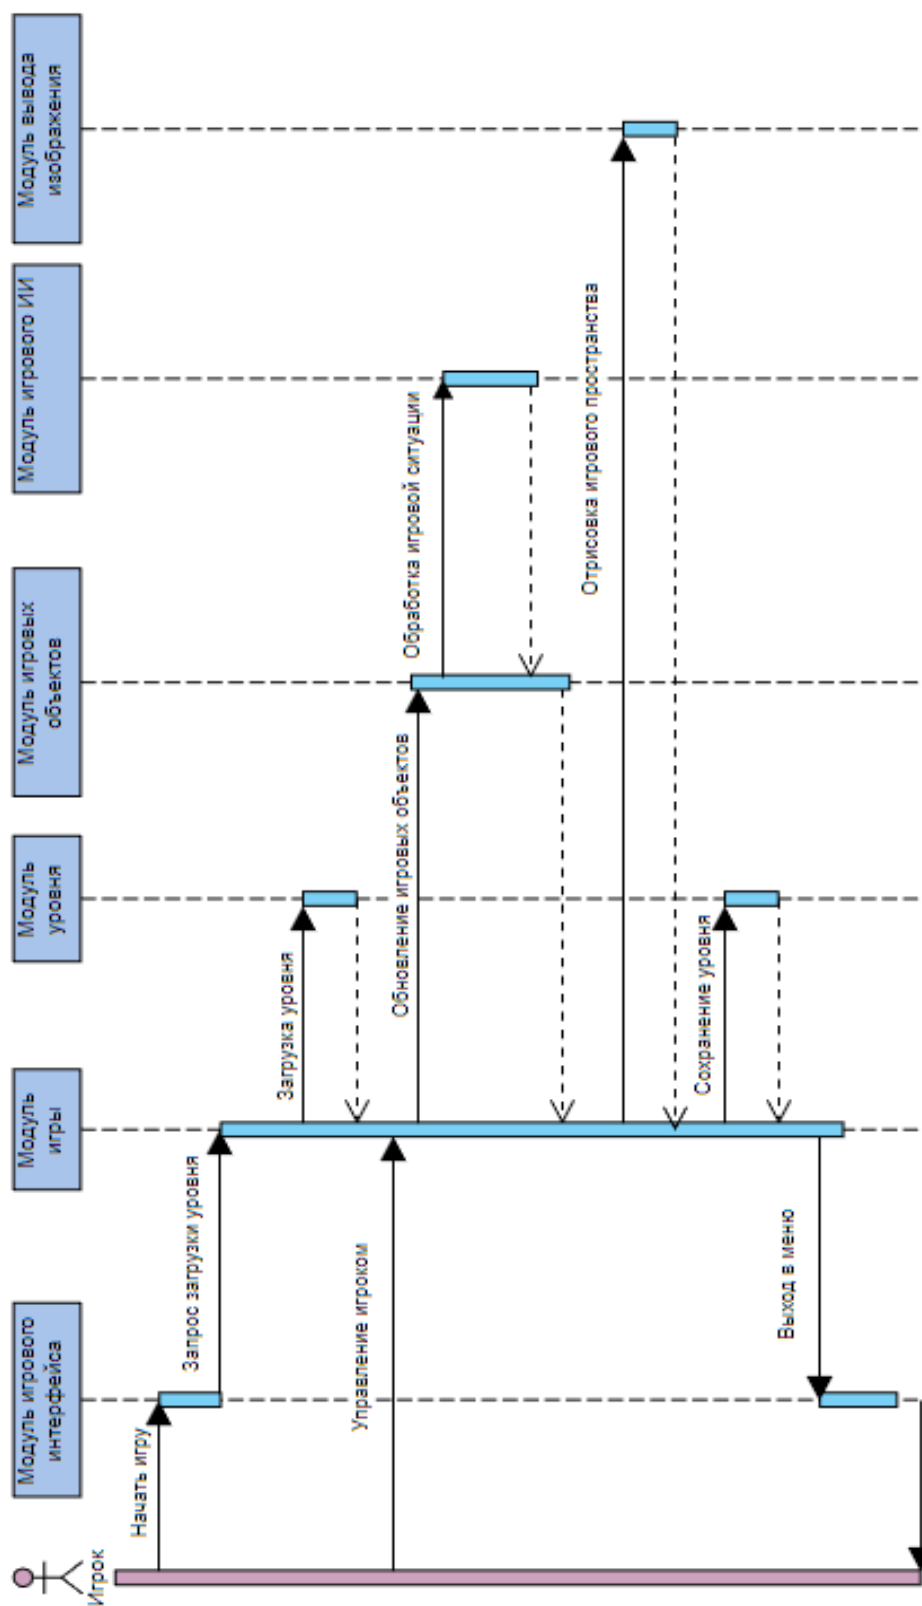 Игрок
Модуль игрового
интерфейса
Модуль
игры
Модуль
уровня
Модуль игровых
объектов
Модуль игрового ИИ
Модуль вывода
изображения
Начать игру
Запрос загрузки уровня
Загрузка уровня
Управление игроком
Обновление игровых объектов
Обработка игровой ситуации
Отрисовка игрового пространства
Сохранение уровня
Выход в меню